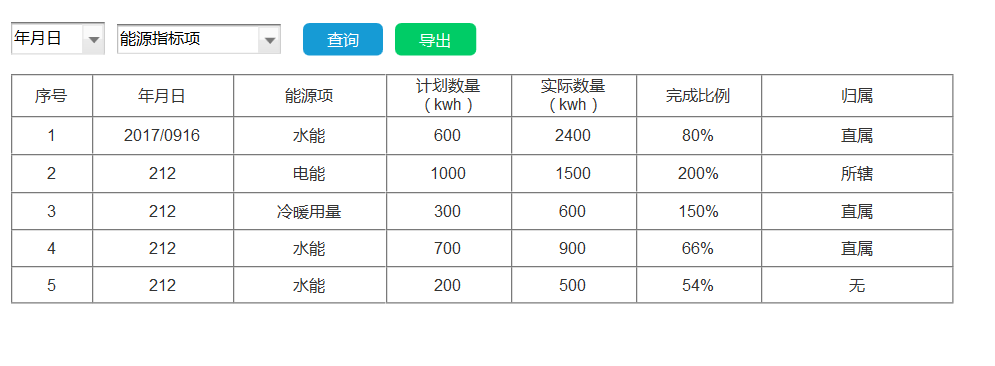 年月日 能源指标项 查询 导出
序号 年月日 能源项 计划数量（kwh） 实际数量（kwh） 完成比例 归属
1 2017/0916 水能 600 2400 80% 直属
2 212 电能 1000 1500 200% 所辖
3 212 冷暖用量 300 600 150% 直属
4 212 水能 700 900 66% 直属
5 212 水能 200 500 54% 无